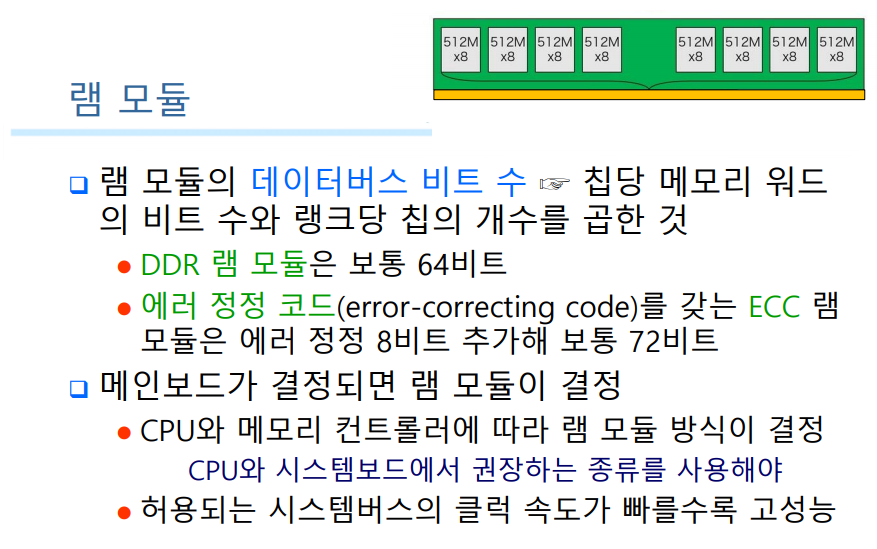 512M 512M 512M 512M 512M 512M 512M 512M
x8 x8 x8 x8 x8 x8 x8 x8
램 모듈
❑ 램 모듈의 데이터버스 비트 수 ☞ 칩당 메모리 워드
의 비트 수와 랭크당 칩의 개수를 곱한 것
● DDR 램 모듈은 보통 64비트
● 에러 정정 코드(error-correcting code)를 갖는 ECC 램
모듈은 에러 정정 8비트 추가해 보통 72비트
❑ 메인보드가 결정되면 램 모듈이 결정
● CPU와 메모리 컨트롤러에 따라 램 모듈 방식이 결정
CPU와 시스템보드에서 권장하는 종류를 사용해야
● 허용되는 시스템버스의 클럭 속도가 빠를수록 고성능